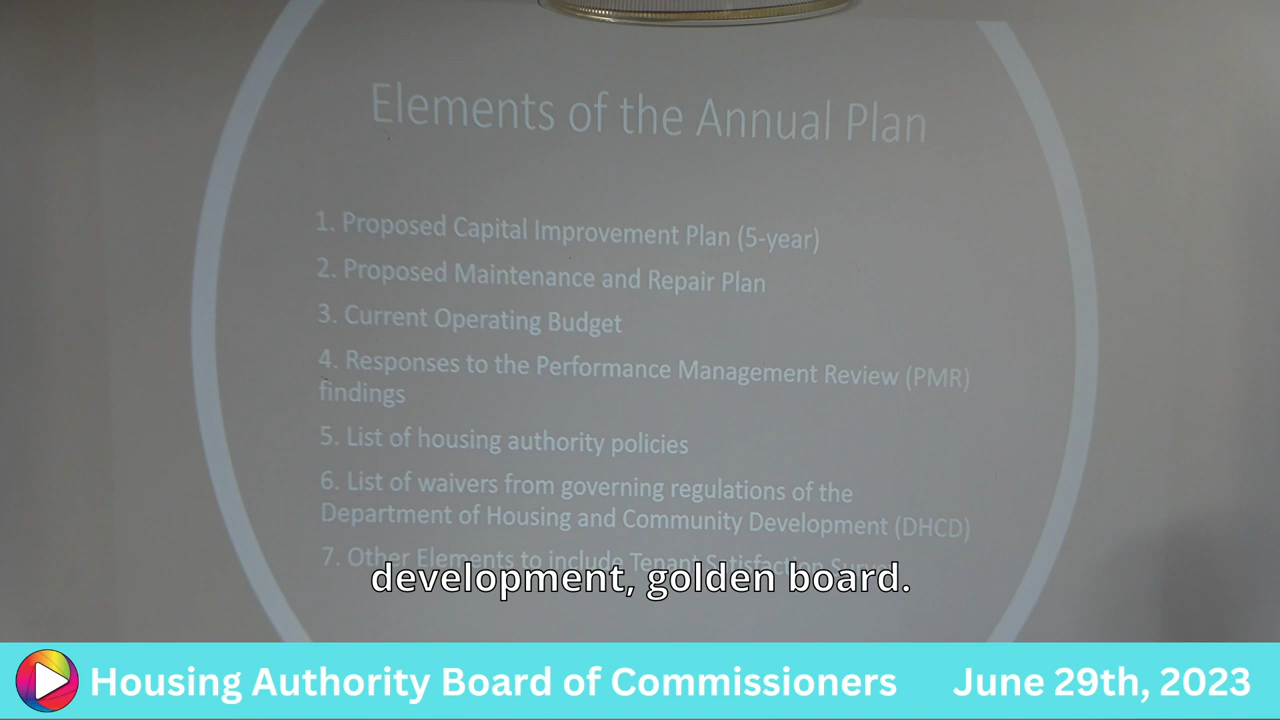 Elements of the Annual Plan
1. Proposed Capital Improvement Plan (5-year)
2. Proposed Maintenance and Repair Plan
3. Current Operating Budget
4. Responses to the Performance Management Review (PMR)
findings
5. List of housing authority policies
6. List of waivers from governing regulations of the
Department of Housing and Community Development (DHCD)
7. Other Elements to include Tenant Satisfaction Survey
development, golden board.
Housing Authority Board of Commissioners
June 29th, 2023